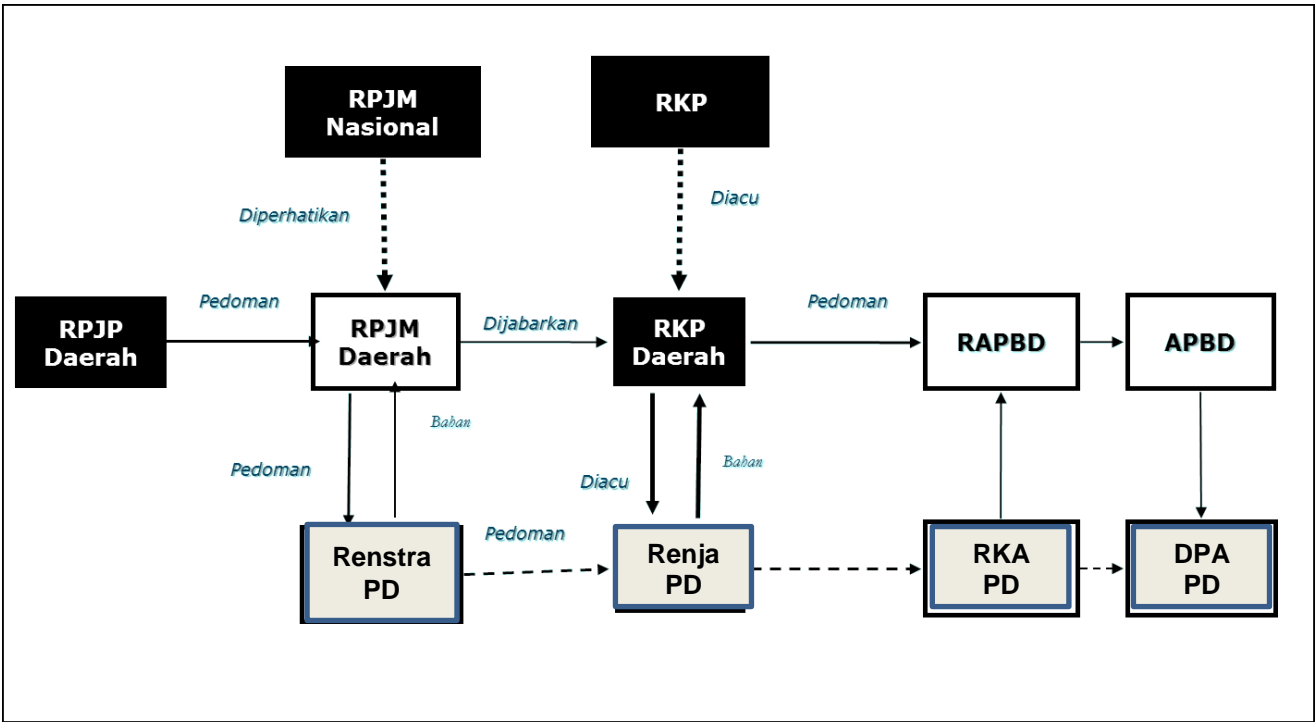 RPJM
Nasional
RKP
Diperhatikan
Diacu
RPJP
Daerah
Pedoman
RPJM
Daerah
Dijabarkan
RKP
Daerah
Pedoman
RAPBD
APBD
Pedoman
Bahan
Diacu
Bahan
Renstra
PD
Pedoman
Renja
PD
RKA
PD
DPA
PD